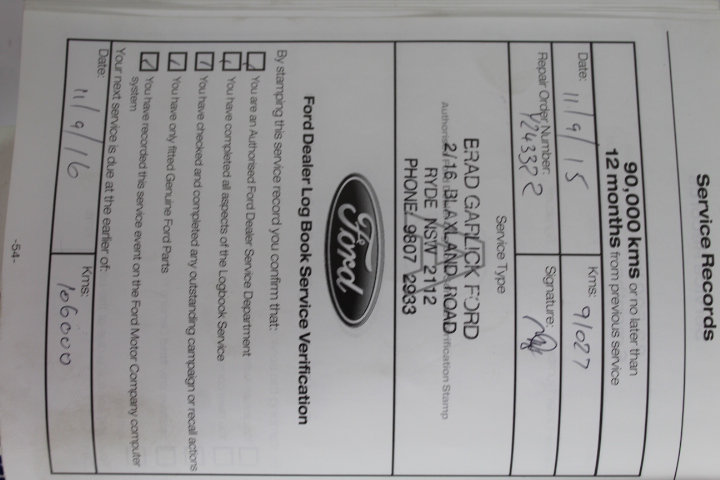 Service Records
90,000 kms or no later than
12 months from previous service
Date: 11/9/15 Kms: 91027
Repair Order Number: Signature:
Service Type
BRAD GARLICK FORD
2/16 BLAXLAND ROAD
RYDE NSW 2112
PHONE 9807 2933
Ford
Ford Dealer Log Book Service Verification
By stamping this service record you confirm that:
You are an Authorised Ford Dealer Service Department
You have completed all aspects of the Logbook Service
You have checked and completed any outstanding campaign or recall actions
You have only fitted Genuine Ford Parts
You have recorded this service event on the Ford Motor Company computer
system
Your next service is due at the earlier of:
Date: 11/9/16 Kms: 106000
-54-